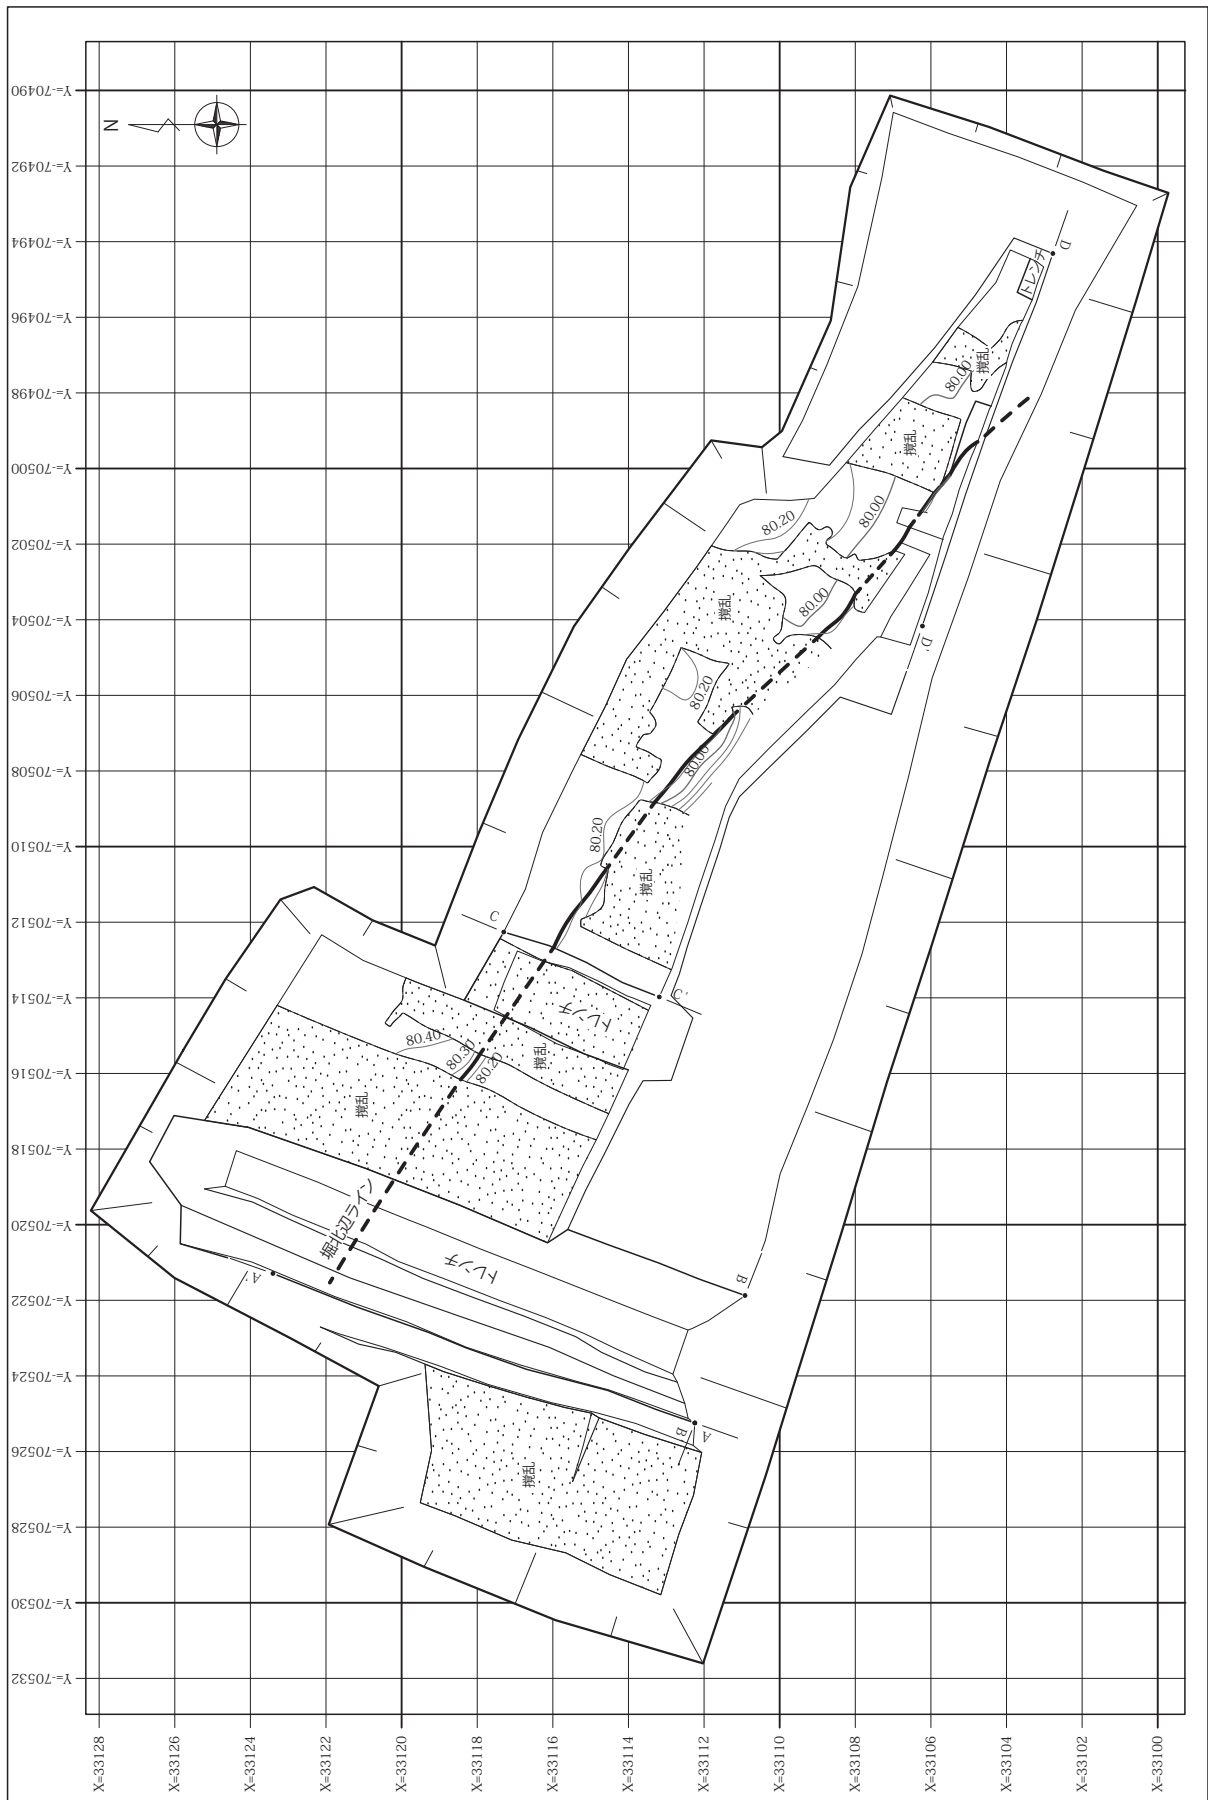 Y=-70490
Y=-70492
Y=-70494
Y=-70496
Y=-70498
Y=-70500
Y=-70502
Y=-70504
Y=-70506
Y=-70508
Y=-70510
Y=-70512
Y=-70514
Y=-70516
Y=-70518
Y=-70520
Y=-70522
Y=-70524
Y=-70526
Y=-70528
Y=-70530
Y=-70532
N
D
トレンチ
撹乱
80.00
撹乱
80.20
80.00
撹乱
80.00
D'
80.20
80.00
80.20
撹乱
C
C'
トレンチ
80.40
80.30
80.20
撹乱
撹乱
堀北辺ライン
トレンチ
A'
B
B'
A
撹乱
X=33128
X=33126
X=33124
X=33122
X=33120
X=33118
X=33116
X=33114
X=33112
X=33110
X=33108
X=33106
X=33104
X=33102
X=33100